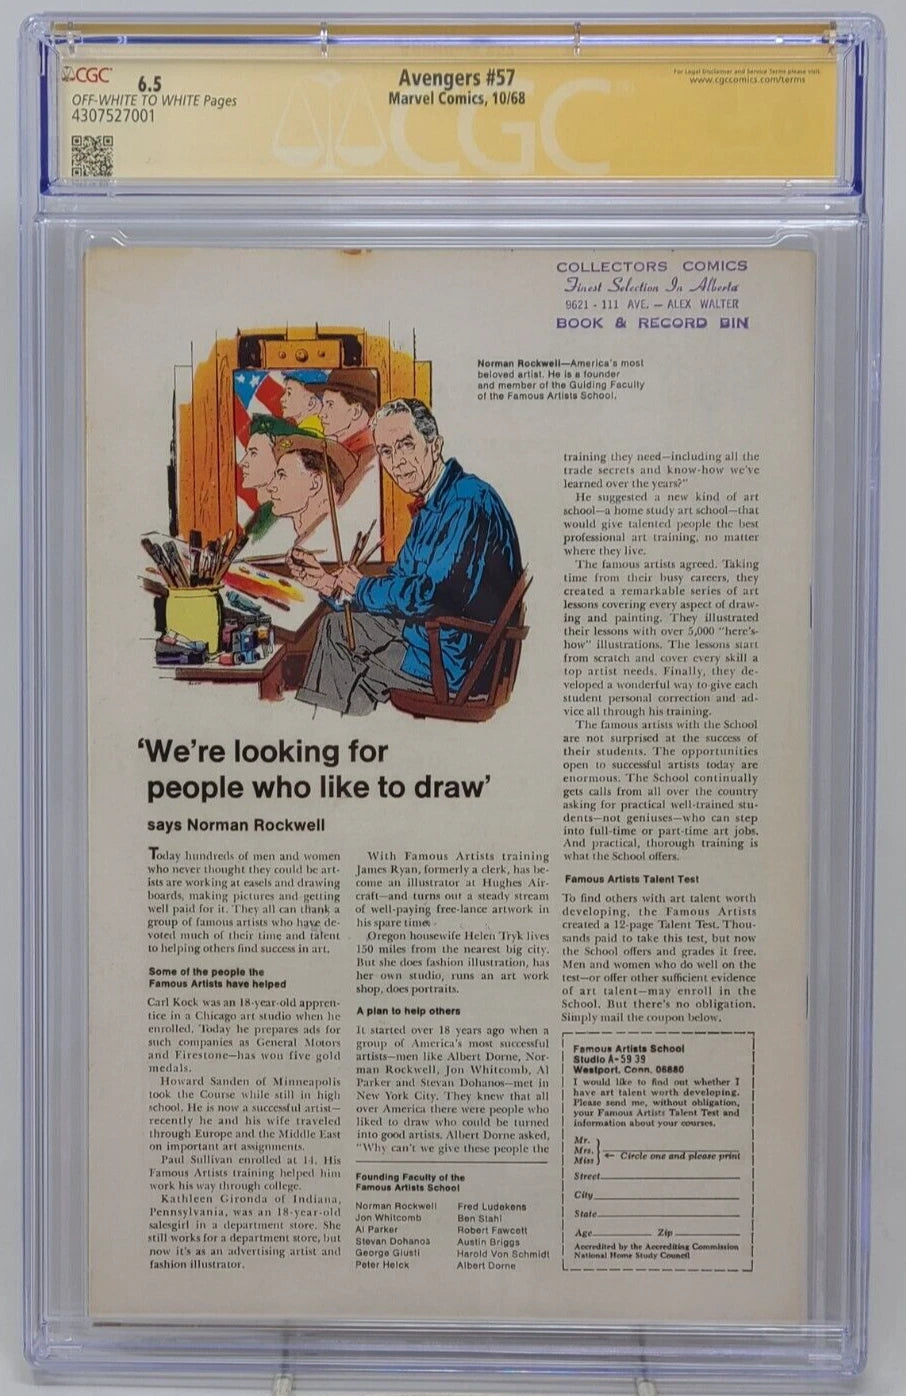 CGC
6.5
OFF-WHITE TO WHITE Pages
4307527001
Avengers #57
Marvel Comics, 10/68
For Legal Disclaimer and Service Terms please visit
www.cgccomics.com/terms
CGC
COLLECTORS COMICS
Finest Selection In Alberta
9621 - 111 AVE. — ALEX WALTER
BOOK & RECORD BIN
Norman Rockwell—America's most
beloved artist. He is a founder
and member of the Guiding Faculty
of the Famous Artists School.
'We're looking for
people who like to draw'
says Norman Rockwell
Today hundreds of men and women
who never thought they could be art-
ists are working at easels and drawing
boards, making pictures and getting
well paid for it. They all can thank a
group of famous artists who have de-
voted much of their time and talent
to helping others find success in art.
Some of the people the
Famous Artists have helped
Carl Kock was an 18-year-old appren-
tice in a Chicago art studio when he
enrolled. Today he prepares ads for
such companies as General Motors
and Firestone—has won five gold
medals.
Howard Sanden of Minneapolis
took the Course while still in high
school. He is now a successful artist—
recently he and his wife traveled
through Europe and the Middle East
on important art assignments.
Paul Sullivan enrolled at 14. His
Famous Artists training helped him
work his way through college.
Kathleen Gironda of Indiana,
Pennsylvania, was an 18-year-old
salesgirl in a department store. She
still works for a department store, but
now it's as an advertising artist and
fashion illustrator.
With Famous Artists training
James Ryan, formerly a clerk, has be-
come an illustrator at Hughes Air-
craft—and turns out a steady stream
of well-paying free-lance artwork in
his spare time.
Oregon housewife Helen Tryk lives
150 miles from the nearest big city.
But she does fashion illustration, has
her own studio, runs an art work
shop, does portraits.
A plan to help others
It started over 18 years ago when a
group of America's most successful
artists—men like Albert Dorne, Nor-
man Rockwell, Jon Whitcomb, Al
Parker and Stevan Dohanos—met in
New York City. They knew that all
over America there were people who
liked to draw who could be turned
into good artists. Albert Dorne asked,
"Why can't we give these people the
Founding Faculty of the
Famous Artists School
Norman Rockwell
Jon Whitcomb
Al Parker
Stevan Dohanos
George Giusti
Peter Helck
Fred Ludekens
Ben Stahl
Robert Fawcett
Austin Briggs
Harold Von Schmidt
Albert Dorne
training they need—including all the
trade secrets and know-how we've
learned over the years?"
He suggested a new kind of art
school—a home study art school—that
would give talented people the best
professional art training, no matter
where they live.
The famous artists agreed. Taking
time from their busy careers, they
created a remarkable series of art
lessons covering every aspect of draw-
ing and painting. They illustrated
their lessons with over 5,000 "here's-
how" illustrations. The lessons start
from scratch and cover every skill a
top artist needs. Finally, they de-
veloped a wonderful way to give each
student personal correction and ad-
vice all through his training.
The famous artists with the School
are not surprised at the success of
their students. The opportunities
open to successful artists today are
enormous. The School continually
gets calls from all over the country
asking for practical well-trained stu-
dents—not geniuses—who can step
into full-time or part-time art jobs.
And practical, thorough training is
what the School offers.
Famous Artists Talent Test
To find others with art talent worth
developing, the Famous Artists
created a 12-page Talent Test. Thou-
sands paid to take this test, but now
the School offers and grades it free.
Men and women who do well on the
test—or offer other sufficient evidence
of art talent—may enroll in the
School. But there's no obligation.
Simply mail the coupon below.
Famous Artists School
Studio A-59 39
Westport, Conn. 06880
I would like to find out whether I
have art talent worth developing.
Please send me, without obligation,
your Famous Artists Talent Test and
information about your courses.
Mr.
Mrs.
Miss
← Circle one and please print
Street
City
State
Age Zip
Accredited by the Accrediting Commission
National Home Study Council